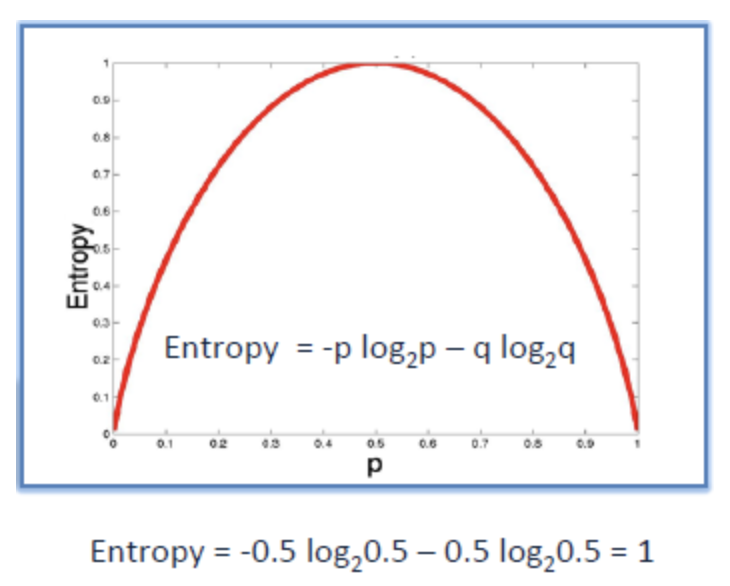 1
0.9
0.8
0.7
0.6
0.5
0.4
0.3
0.2
0.1
0
Entropy
Entropy = -p log₂p – q log₂q
0 0.1 0.2 0.3 0.4 0.5 0.6 0.7 0.8 0.9 1
p
Entropy = -0.5 log₂0.5 – 0.5 log₂0.5 = 1